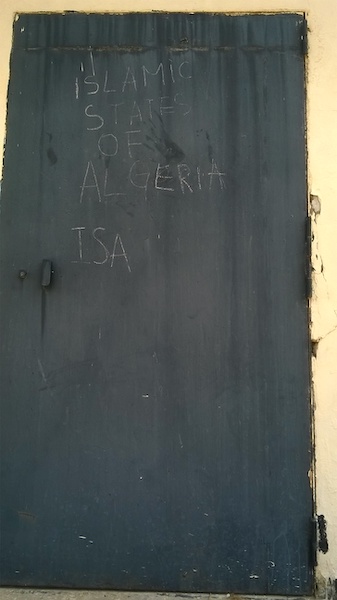 ISLAMIC
STATES
OF
ALGERIA
ISA